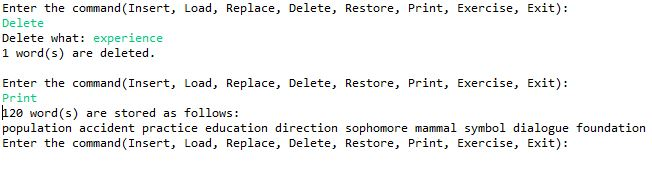 Enter the command(Insert, Load, Replace, Delete, Restore, Print, Exercise, Exit):
Delete
Delete what: experience
1 word(s) are deleted.
Enter the command(Insert, Load, Replace, Delete, Restore, Print, Exercise, Exit):
Print
120 word(s) are stored as follows:
population accident practice education direction sophomore mammal symbol dialogue foundation
Enter the command(Insert, Load, Replace, Delete, Restore, Print, Exercise, Exit):